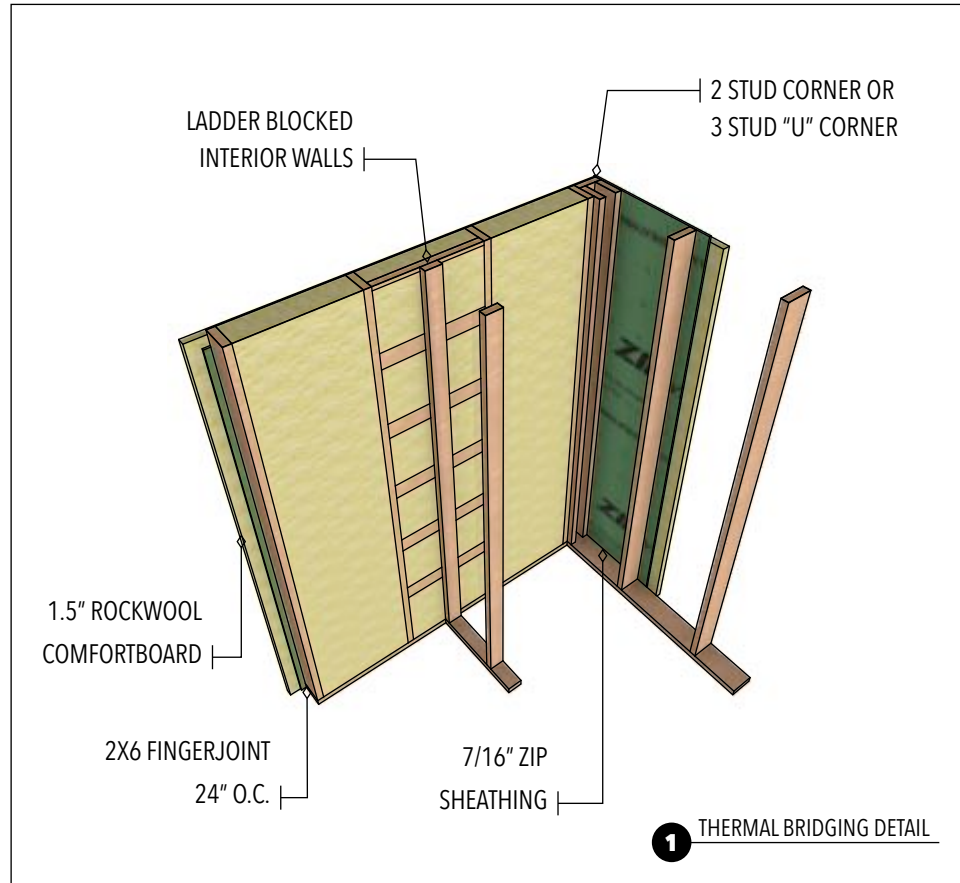 2 STUD CORNER OR
3 STUD "U" CORNER
LADDER BLOCKED
INTERIOR WALLS
1.5" ROCKWOOL
COMFORTBOARD
2X6 FINGERJOINT
24" O.C.
7/16" ZIP
SHEATHING
1 THERMAL BRIDGING DETAIL